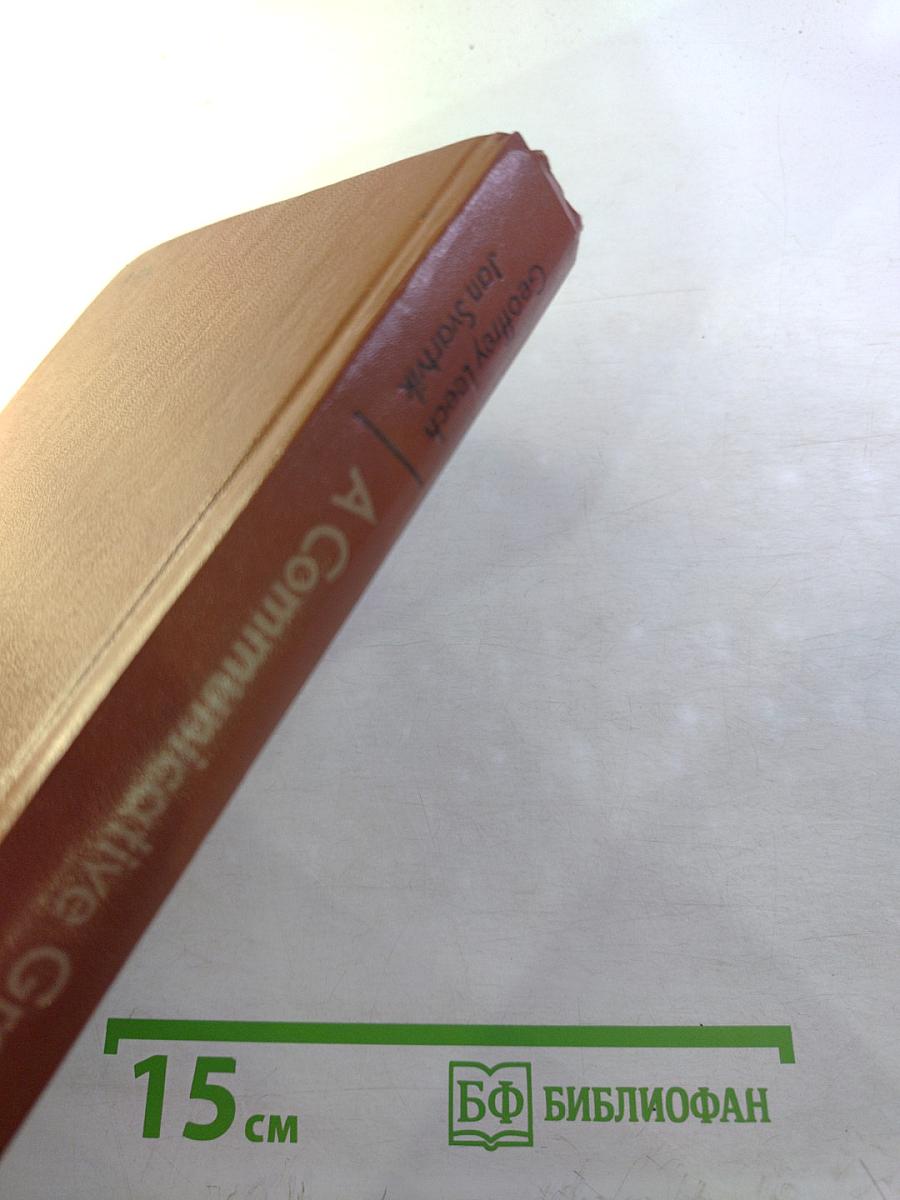 Geoffrey Leech
Jan Svartvik
A Communicative Gr
15 см
БФ БИБЛИОФАН